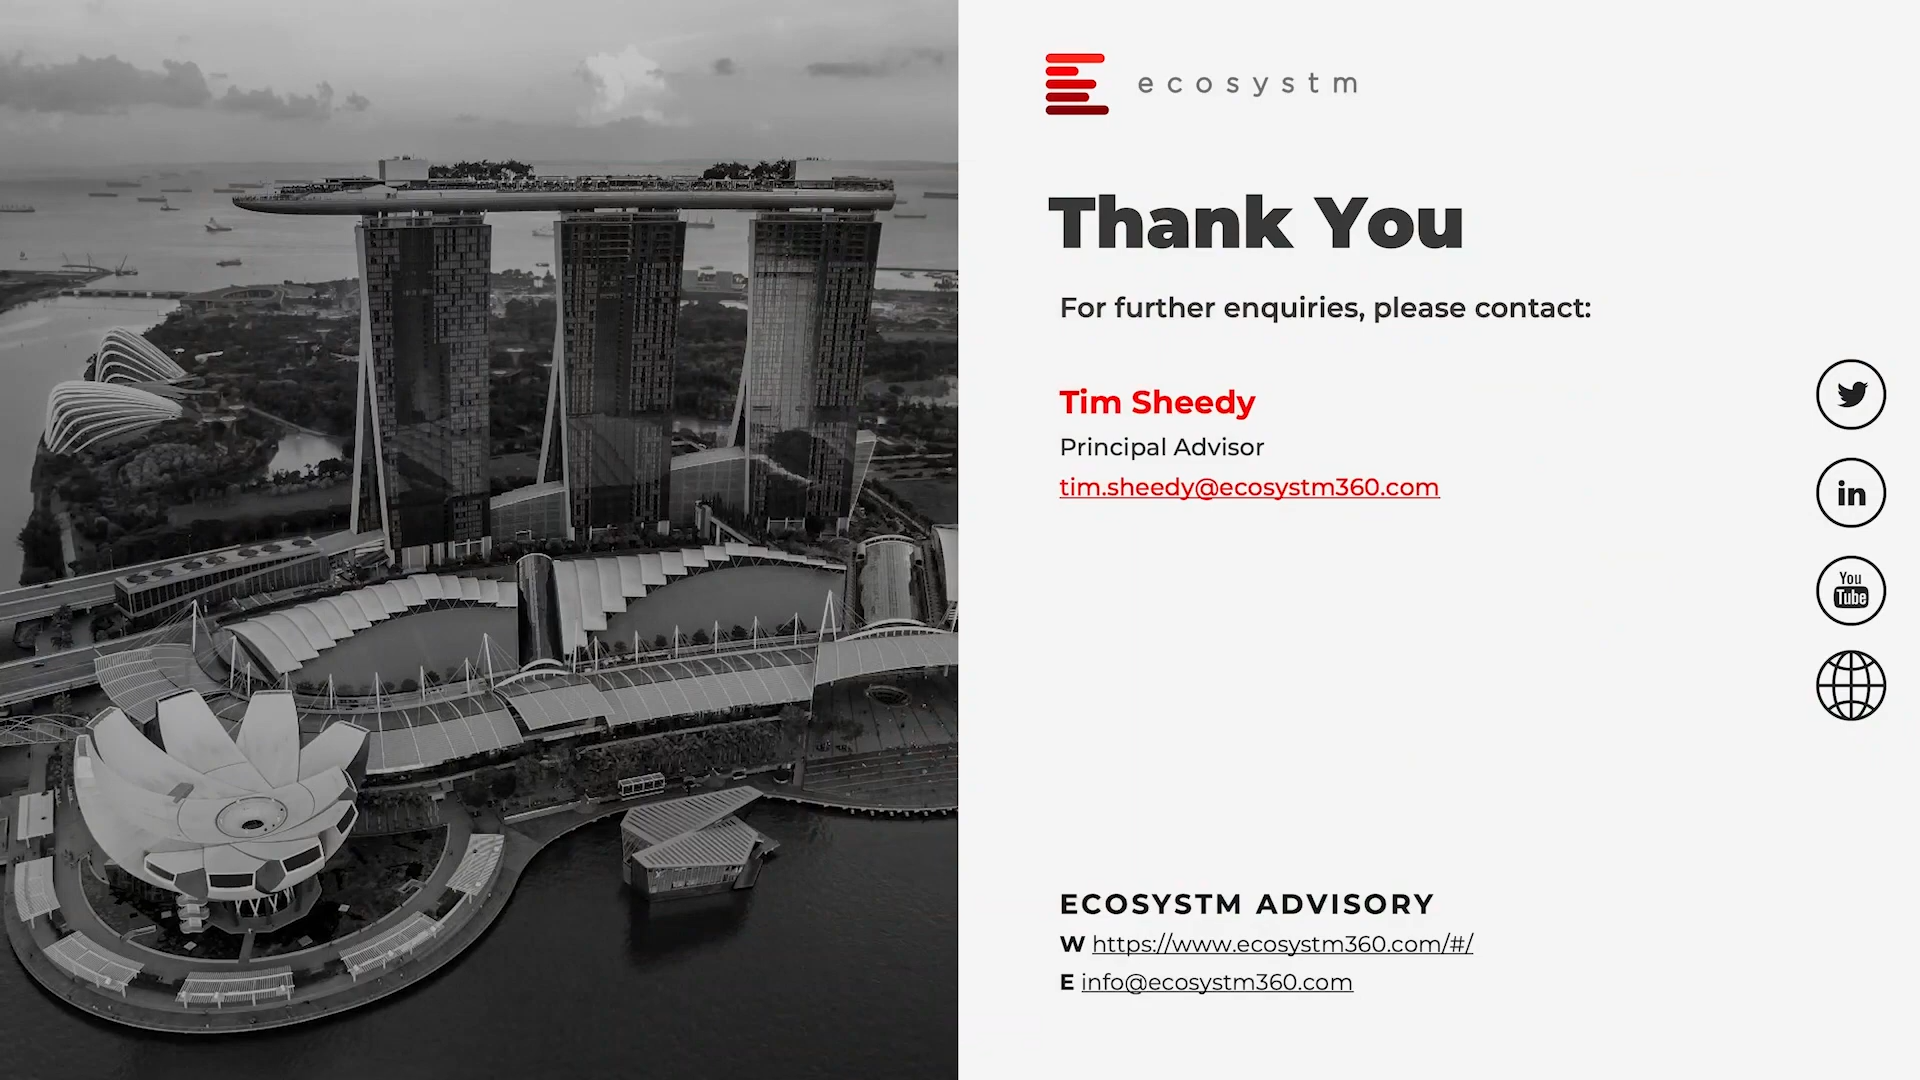 ecosystm
Thank You
For further enquiries, please contact:
Tim Sheedy
Principal Advisor
tim.sheedy@ecosystm360.com
in
You
Tube
ECOSYSTM ADVISORY
W https://www.ecosystm360.com/#/
E info@ecosystm360.com